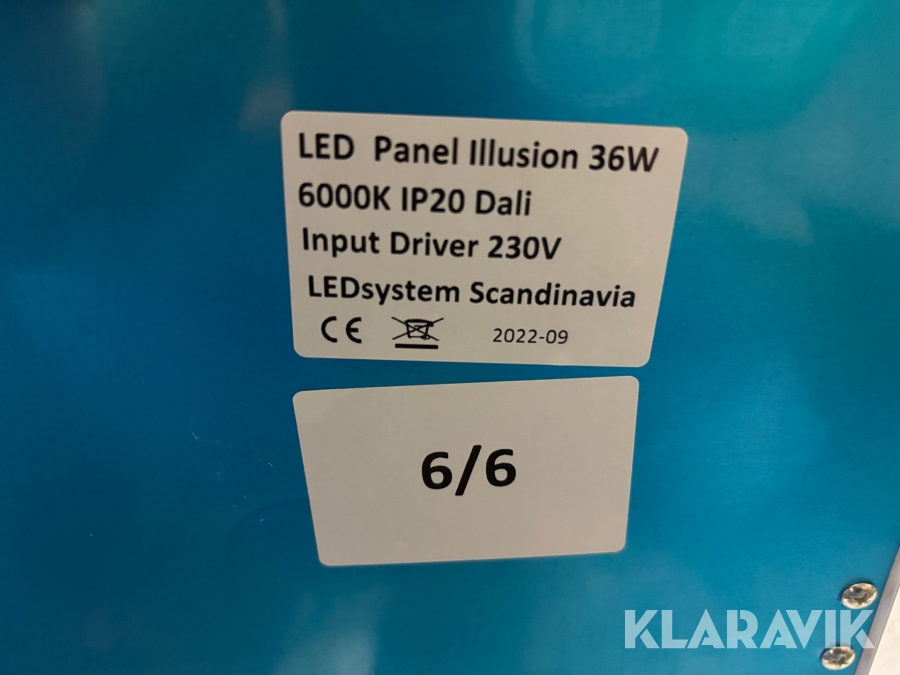 LED Panel Illusion 36W
6000K IP20 Dali
Input Driver 230V
LEDsystem Scandinavia
CE 2022-09
6/6
KLARAVIK